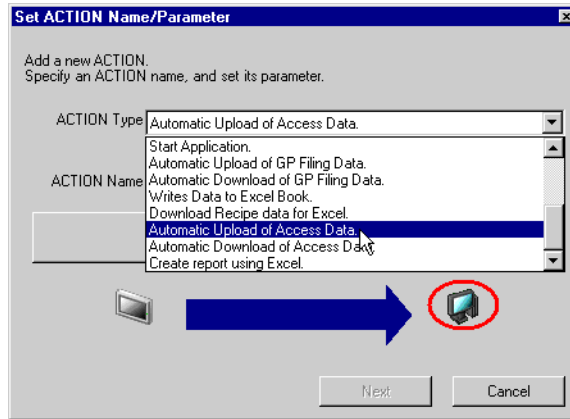 Set ACTION Name/Parameter
Add a new ACTION.
Specify an ACTION name, and set its parameter.
ACTION Type
Automatic Upload of Access Data.
Start Application.
Automatic Upload of GP Filing Data.
Automatic Download of GP Filing Data.
ACTION Name
Writes Data to Excel Book.
Download Recipe data for Excel.
Automatic Upload of Access Data.
Automatic Download of Access Data.
Create report using Excel.
Next
Cancel